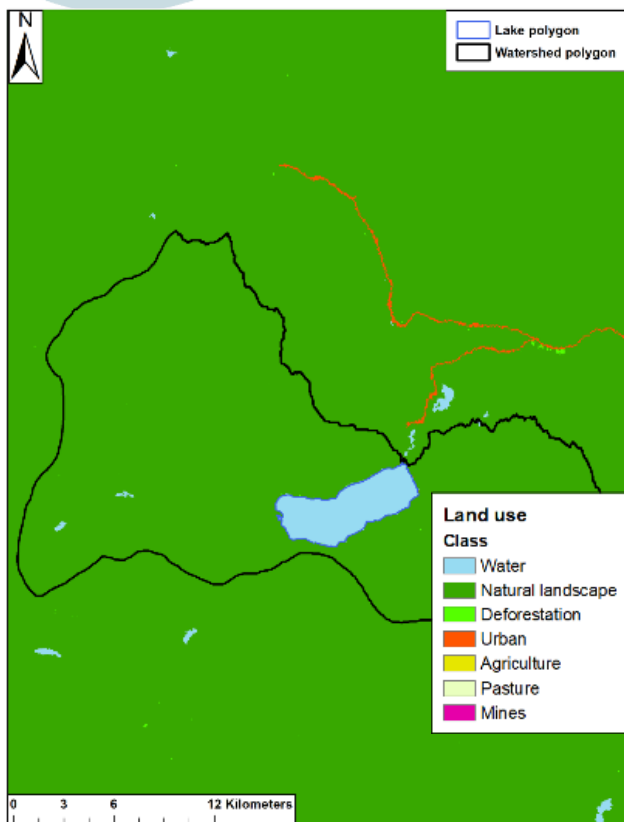 N
Lake polygon
Watershed polygon
Land use
Class
Water
Natural landscape
Deforestation
Urban
Agriculture
Pasture
Mines
0 3 6 12 Kilometers